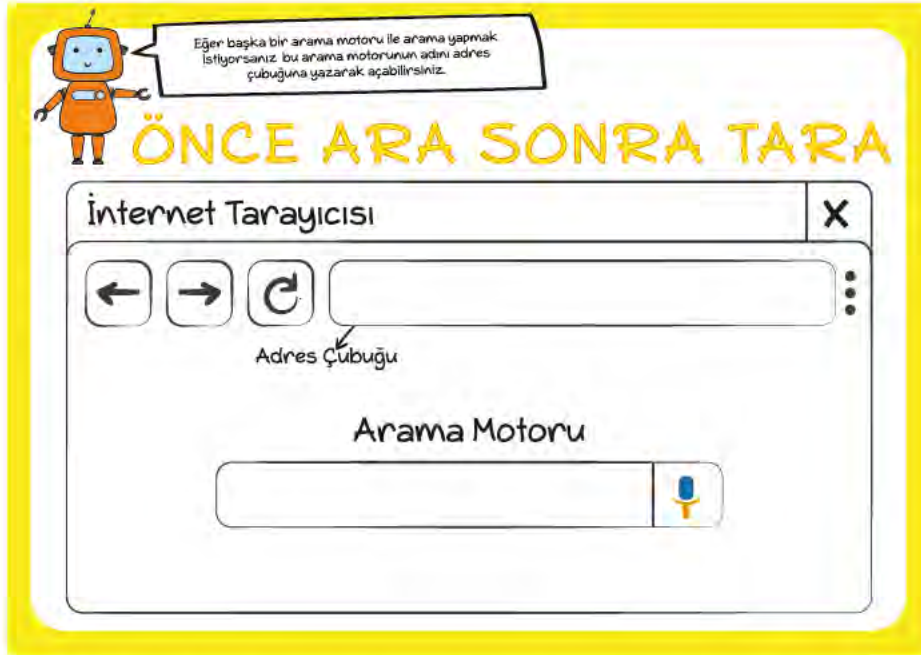 Eğer başka bir arama motoru ile arama yapmak
istiyorsanız bu arama motorunun adını adres
çubuğuna yazarak açabilirsiniz.
ÖNCE ARA SONRA TARA
İnternet Tarayıcısı
X
Adres Çubuğu
Arama Motoru